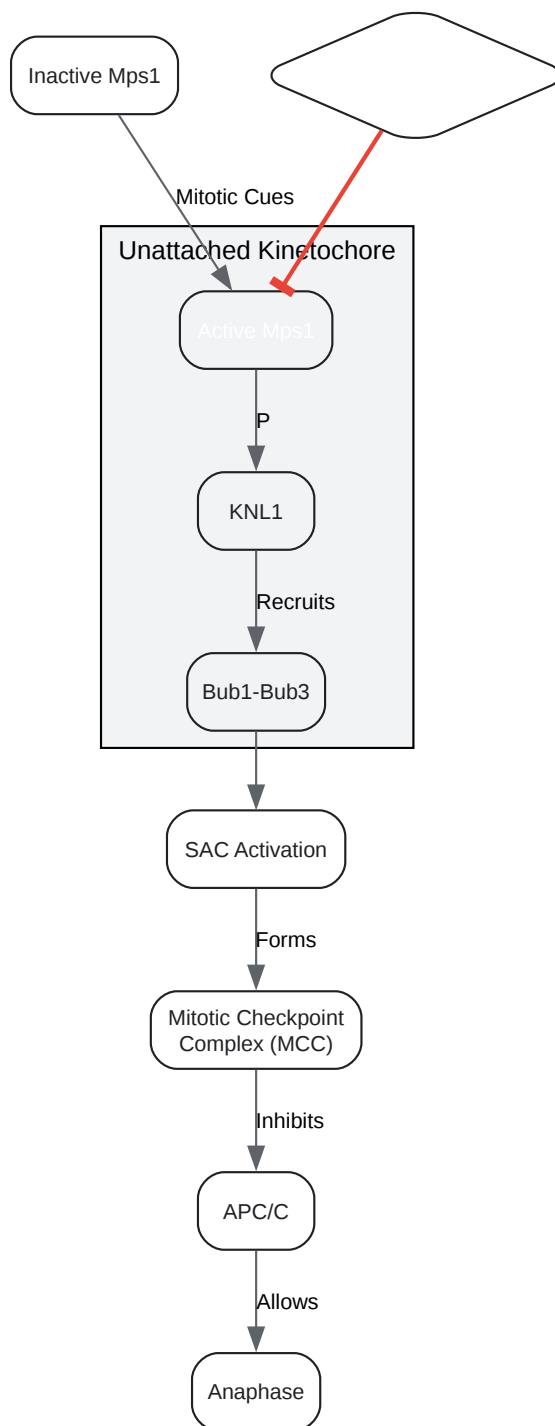 Inactive Mps1
Mitotic Cues
Unattached Kinetochore
Active Mps1
P
KNL1
Recruits
Bub1-Bub3
SAC Activation
Forms
Mitotic Checkpoint
Complex (MCC)
Inhibits
APC/C
Allows
Anaphase